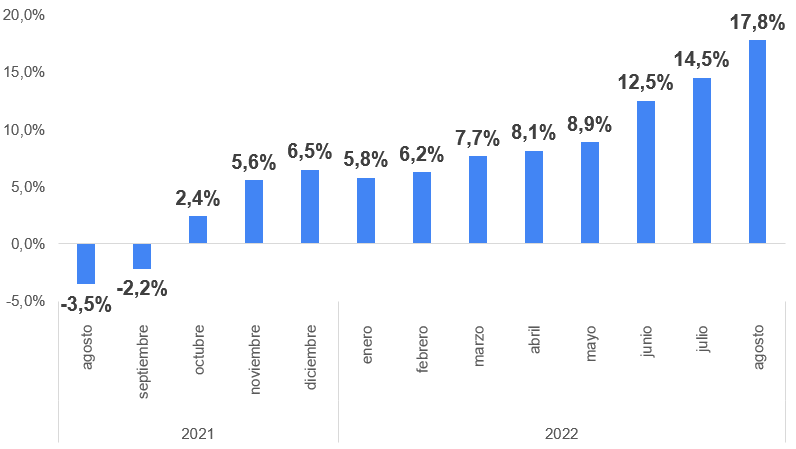 20,0%
15,0%
10,0%
5,0%
0,0%
-5,0%
-3,5%
-2,2%
2,4%
5,6%
6,5%
5,8%
6,2%
7,7%
8,1%
8,9%
12,5%
14,5%
17,8%
agosto
septiembre
octubre
noviembre
diciembre
enero
febrero
marzo
abril
mayo
junio
julio
agosto
2021
2022